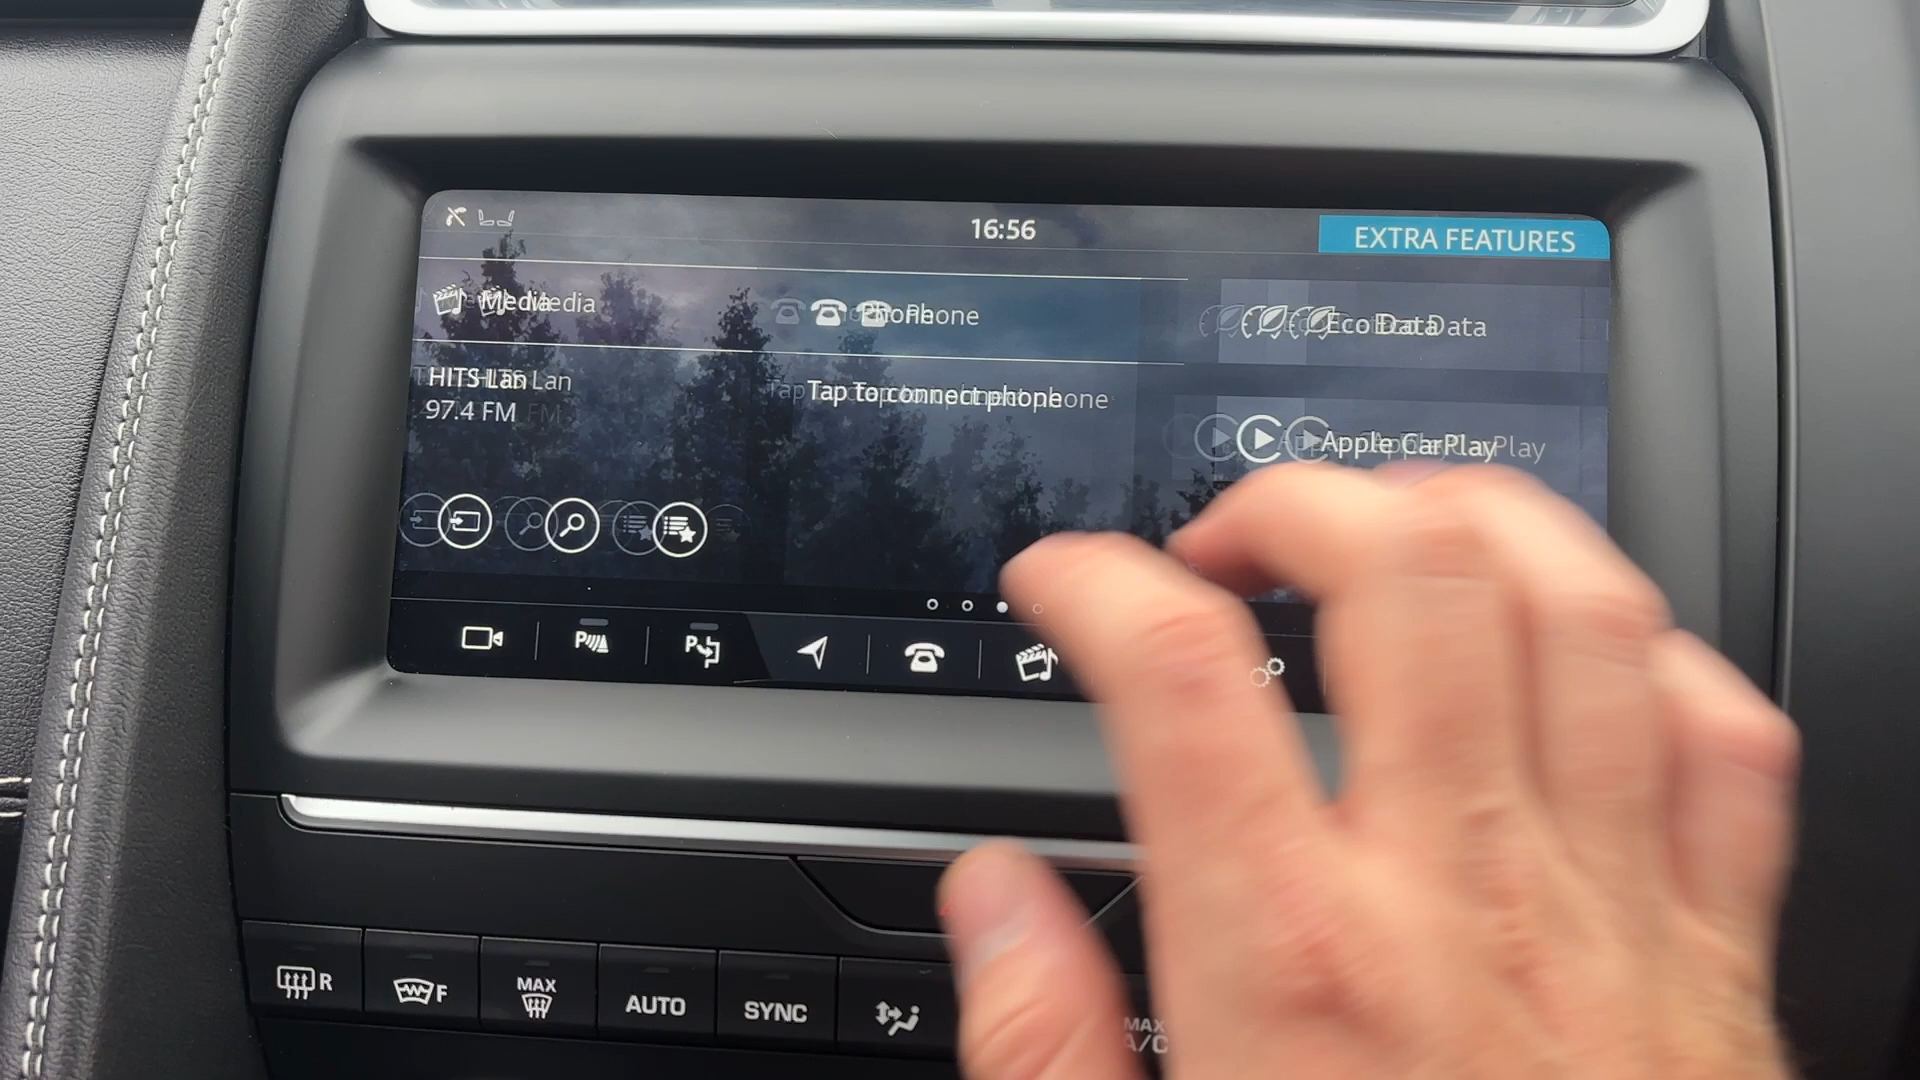 16:56
EXTRA FEATURES
Media
Phone
Eco Data
HITS Lan
97.4 FM
Tap to connect phone
Apple CarPlay
P
P
R
F
MAX
AUTO
SYNC
MAX
A/C